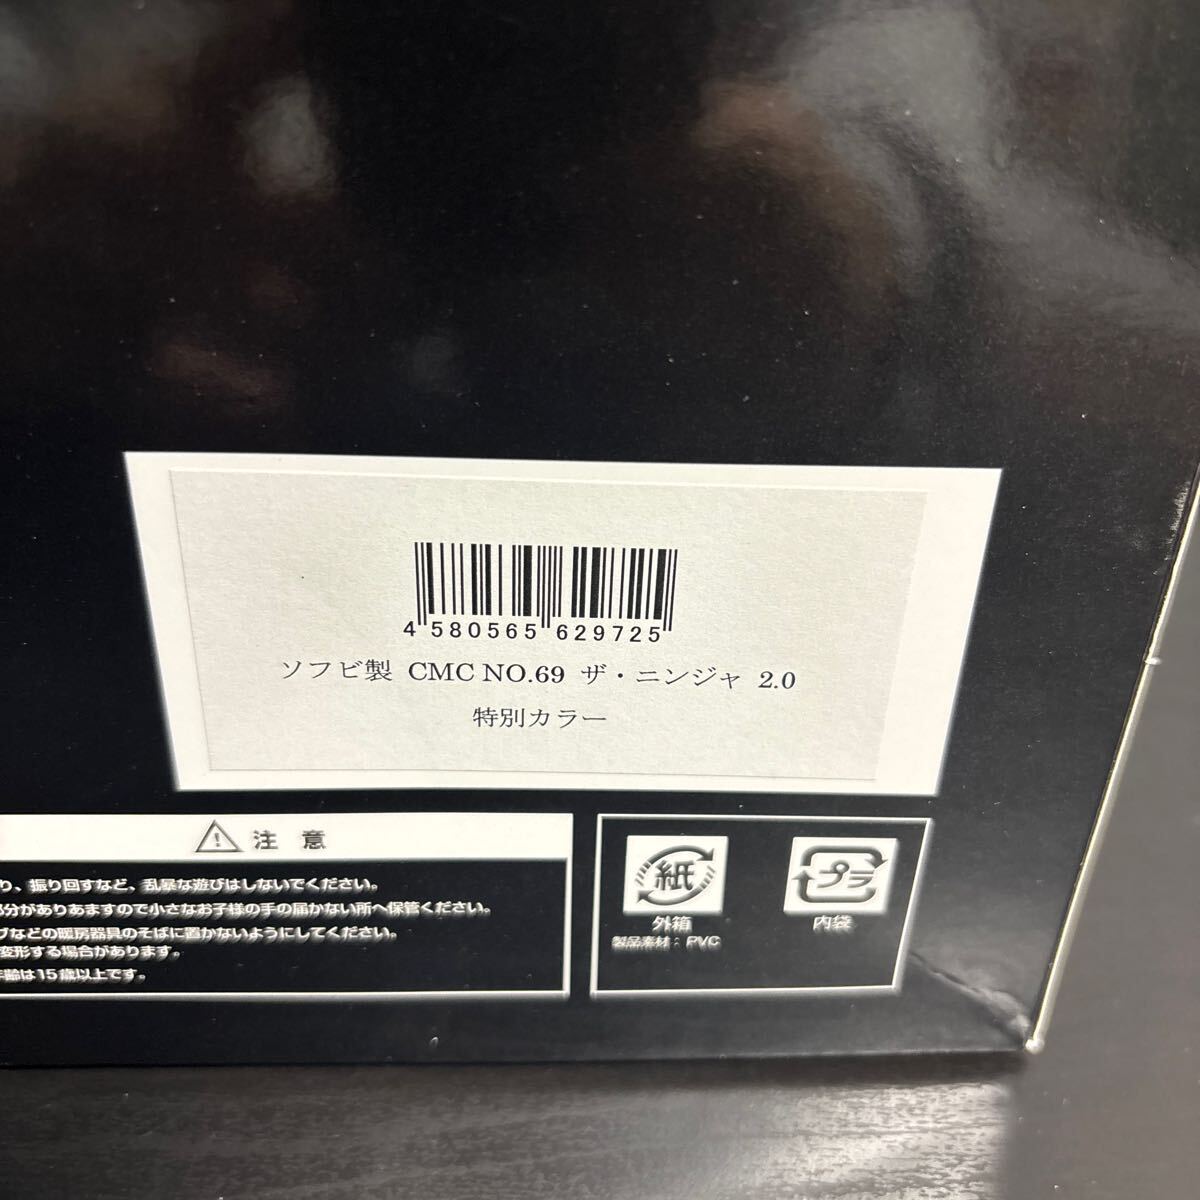 4 580565 629725
ソフビ製 CMC NO.69 ザ・ニンジャ 2.0
特別カラー
注 意
り、振り回すなど、乱暴な遊びはしないでください。
部分がありあますので小さなお子様の手の届かない所へ保管ください。
ブなどの暖房器具のそばに置かないようにしてください。
変形する場合があります。
年齢は15歳以上です。
紙
外箱
製品素材：PVC
プラ
内袋